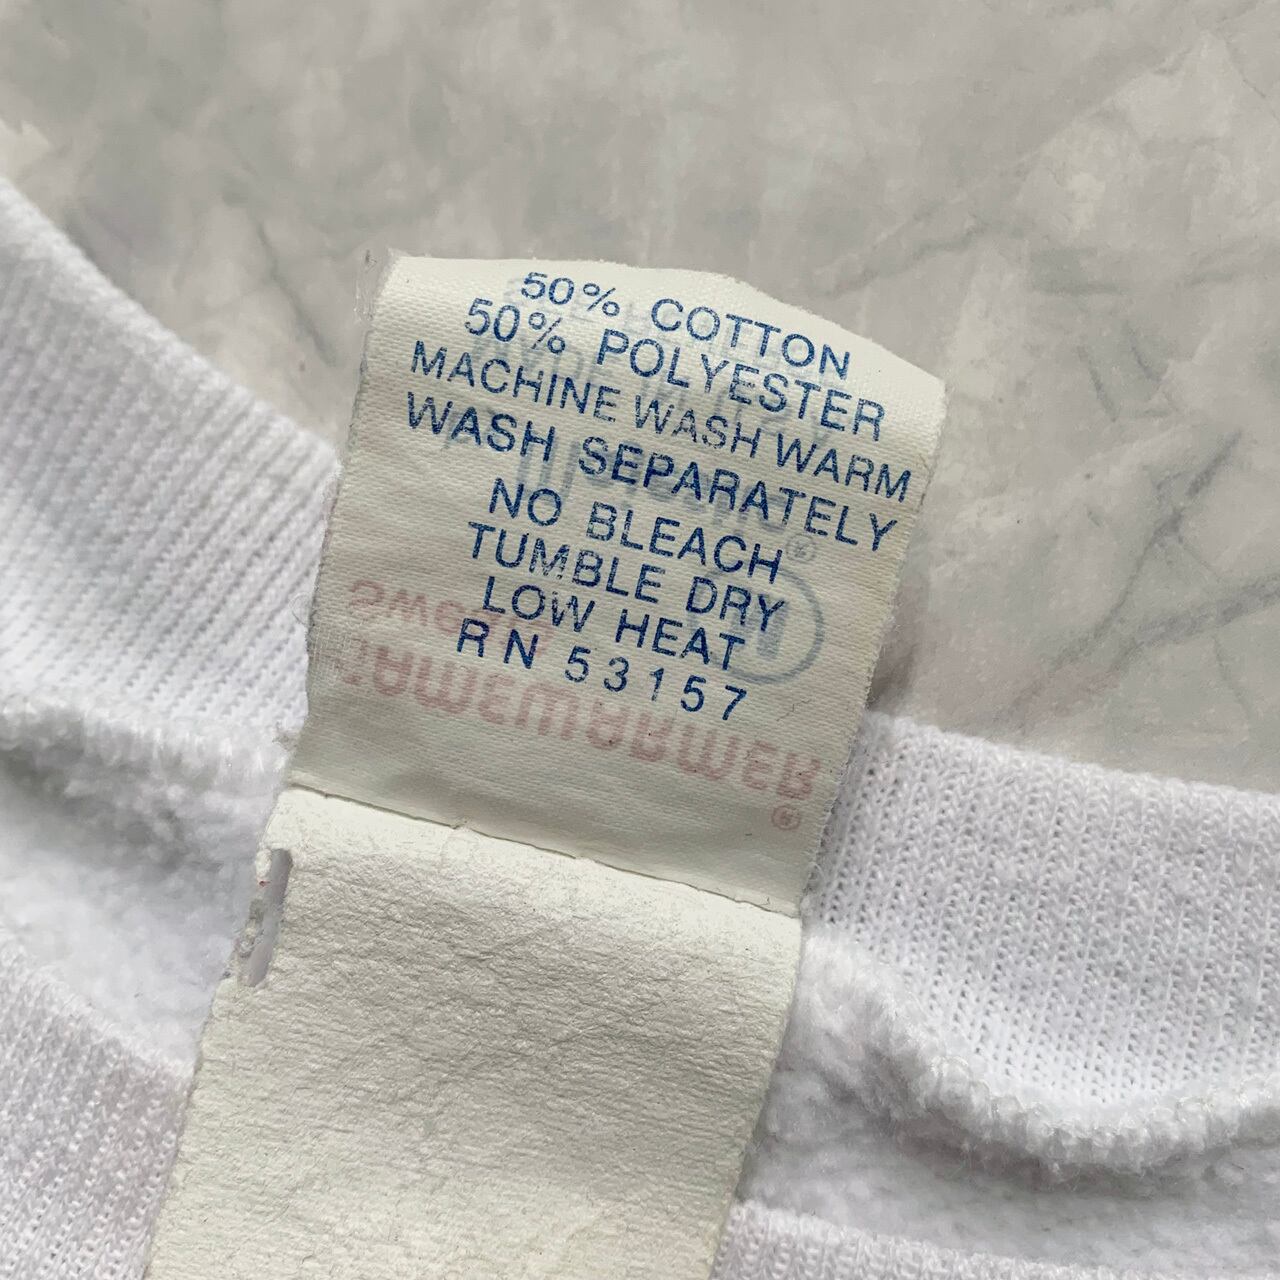 50% COTTON
50% POLYESTER
MACHINE WASH WARM
WASH SEPARATELY
NO BLEACH
TUMBLE DRY
LOW HEAT
RN 53157